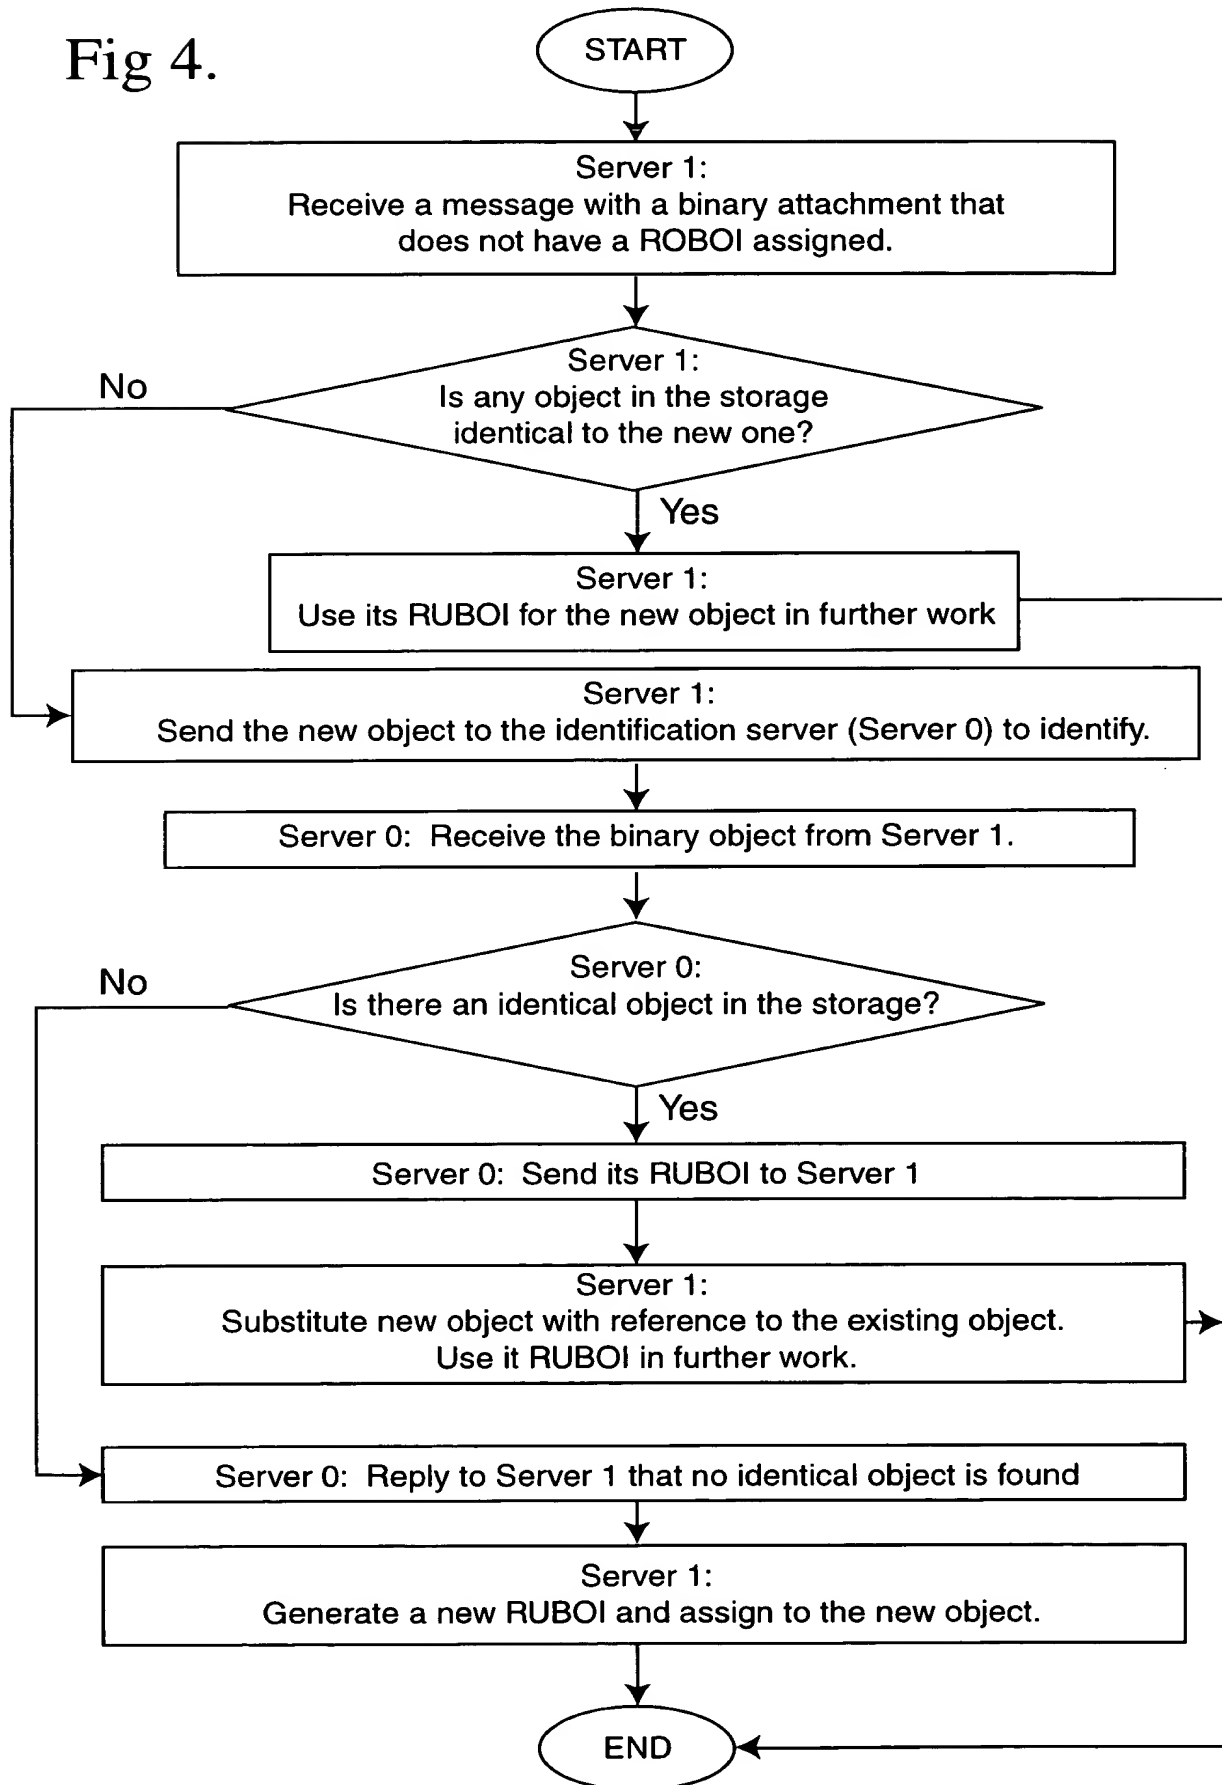 Fig 4.
START
Server 1:
Receive a message with a binary attachment that
does not have a ROBOI assigned.
Server 1:
Is any object in the storage
identical to the new one?
No
Yes
Server 1:
Use its RUBOI for the new object in further work
Server 1:
Send the new object to the identification server (Server 0) to identify.
Server 0: Receive the binary object from Server 1.
Server 0:
Is there an identical object in the storage?
No
Yes
Server 0: Send its RUBOI to Server 1
Server 1:
Substitute new object with reference to the existing object.
Use it RUBOI in further work.
Server 0: Reply to Server 1 that no identical object is found
Server 1:
Generate a new RUBOI and assign to the new object.
END